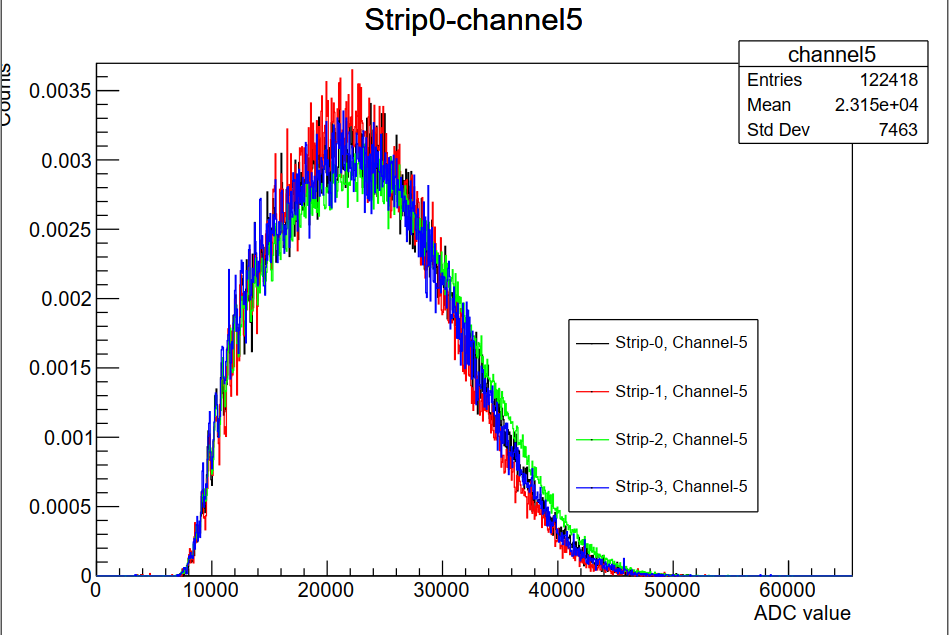 Strip0-channel5
channel5
Entries 122418
Mean 2.315e+04
Std Dev 7463
Counts
0.0035
0.003
0.0025
0.002
0.0015
0.001
0.0005
0
Strip-0, Channel-5
Strip-1, Channel-5
Strip-2, Channel-5
Strip-3, Channel-5
0 10000 20000 30000 40000 50000 60000
ADC value